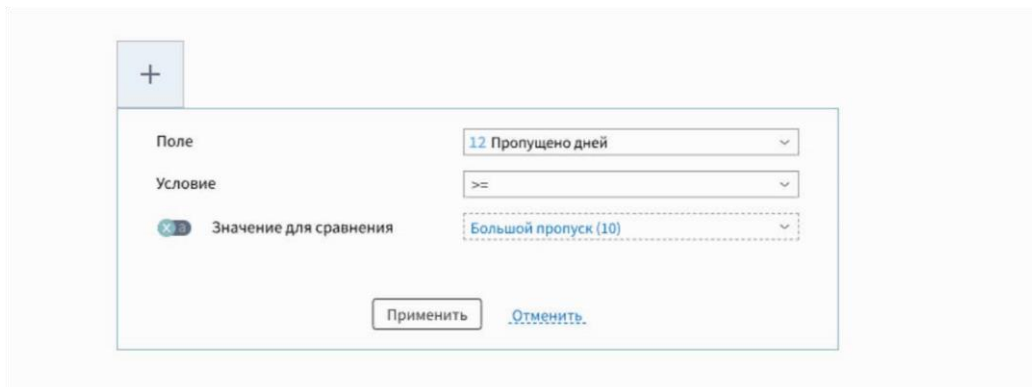 +
Поле
12 Пропущено дней
Условие
>=
x a Значение для сравнения
Большой пропуск (10)
Применить Отменить